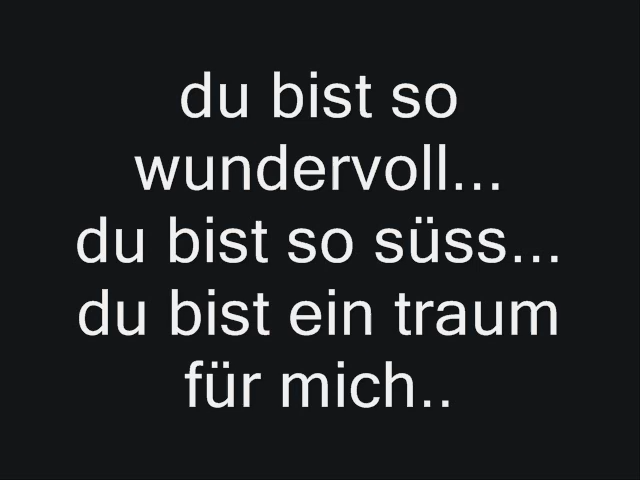 du bist so
wundervoll...
du bist so süss...
du bist ein traum
für mich..